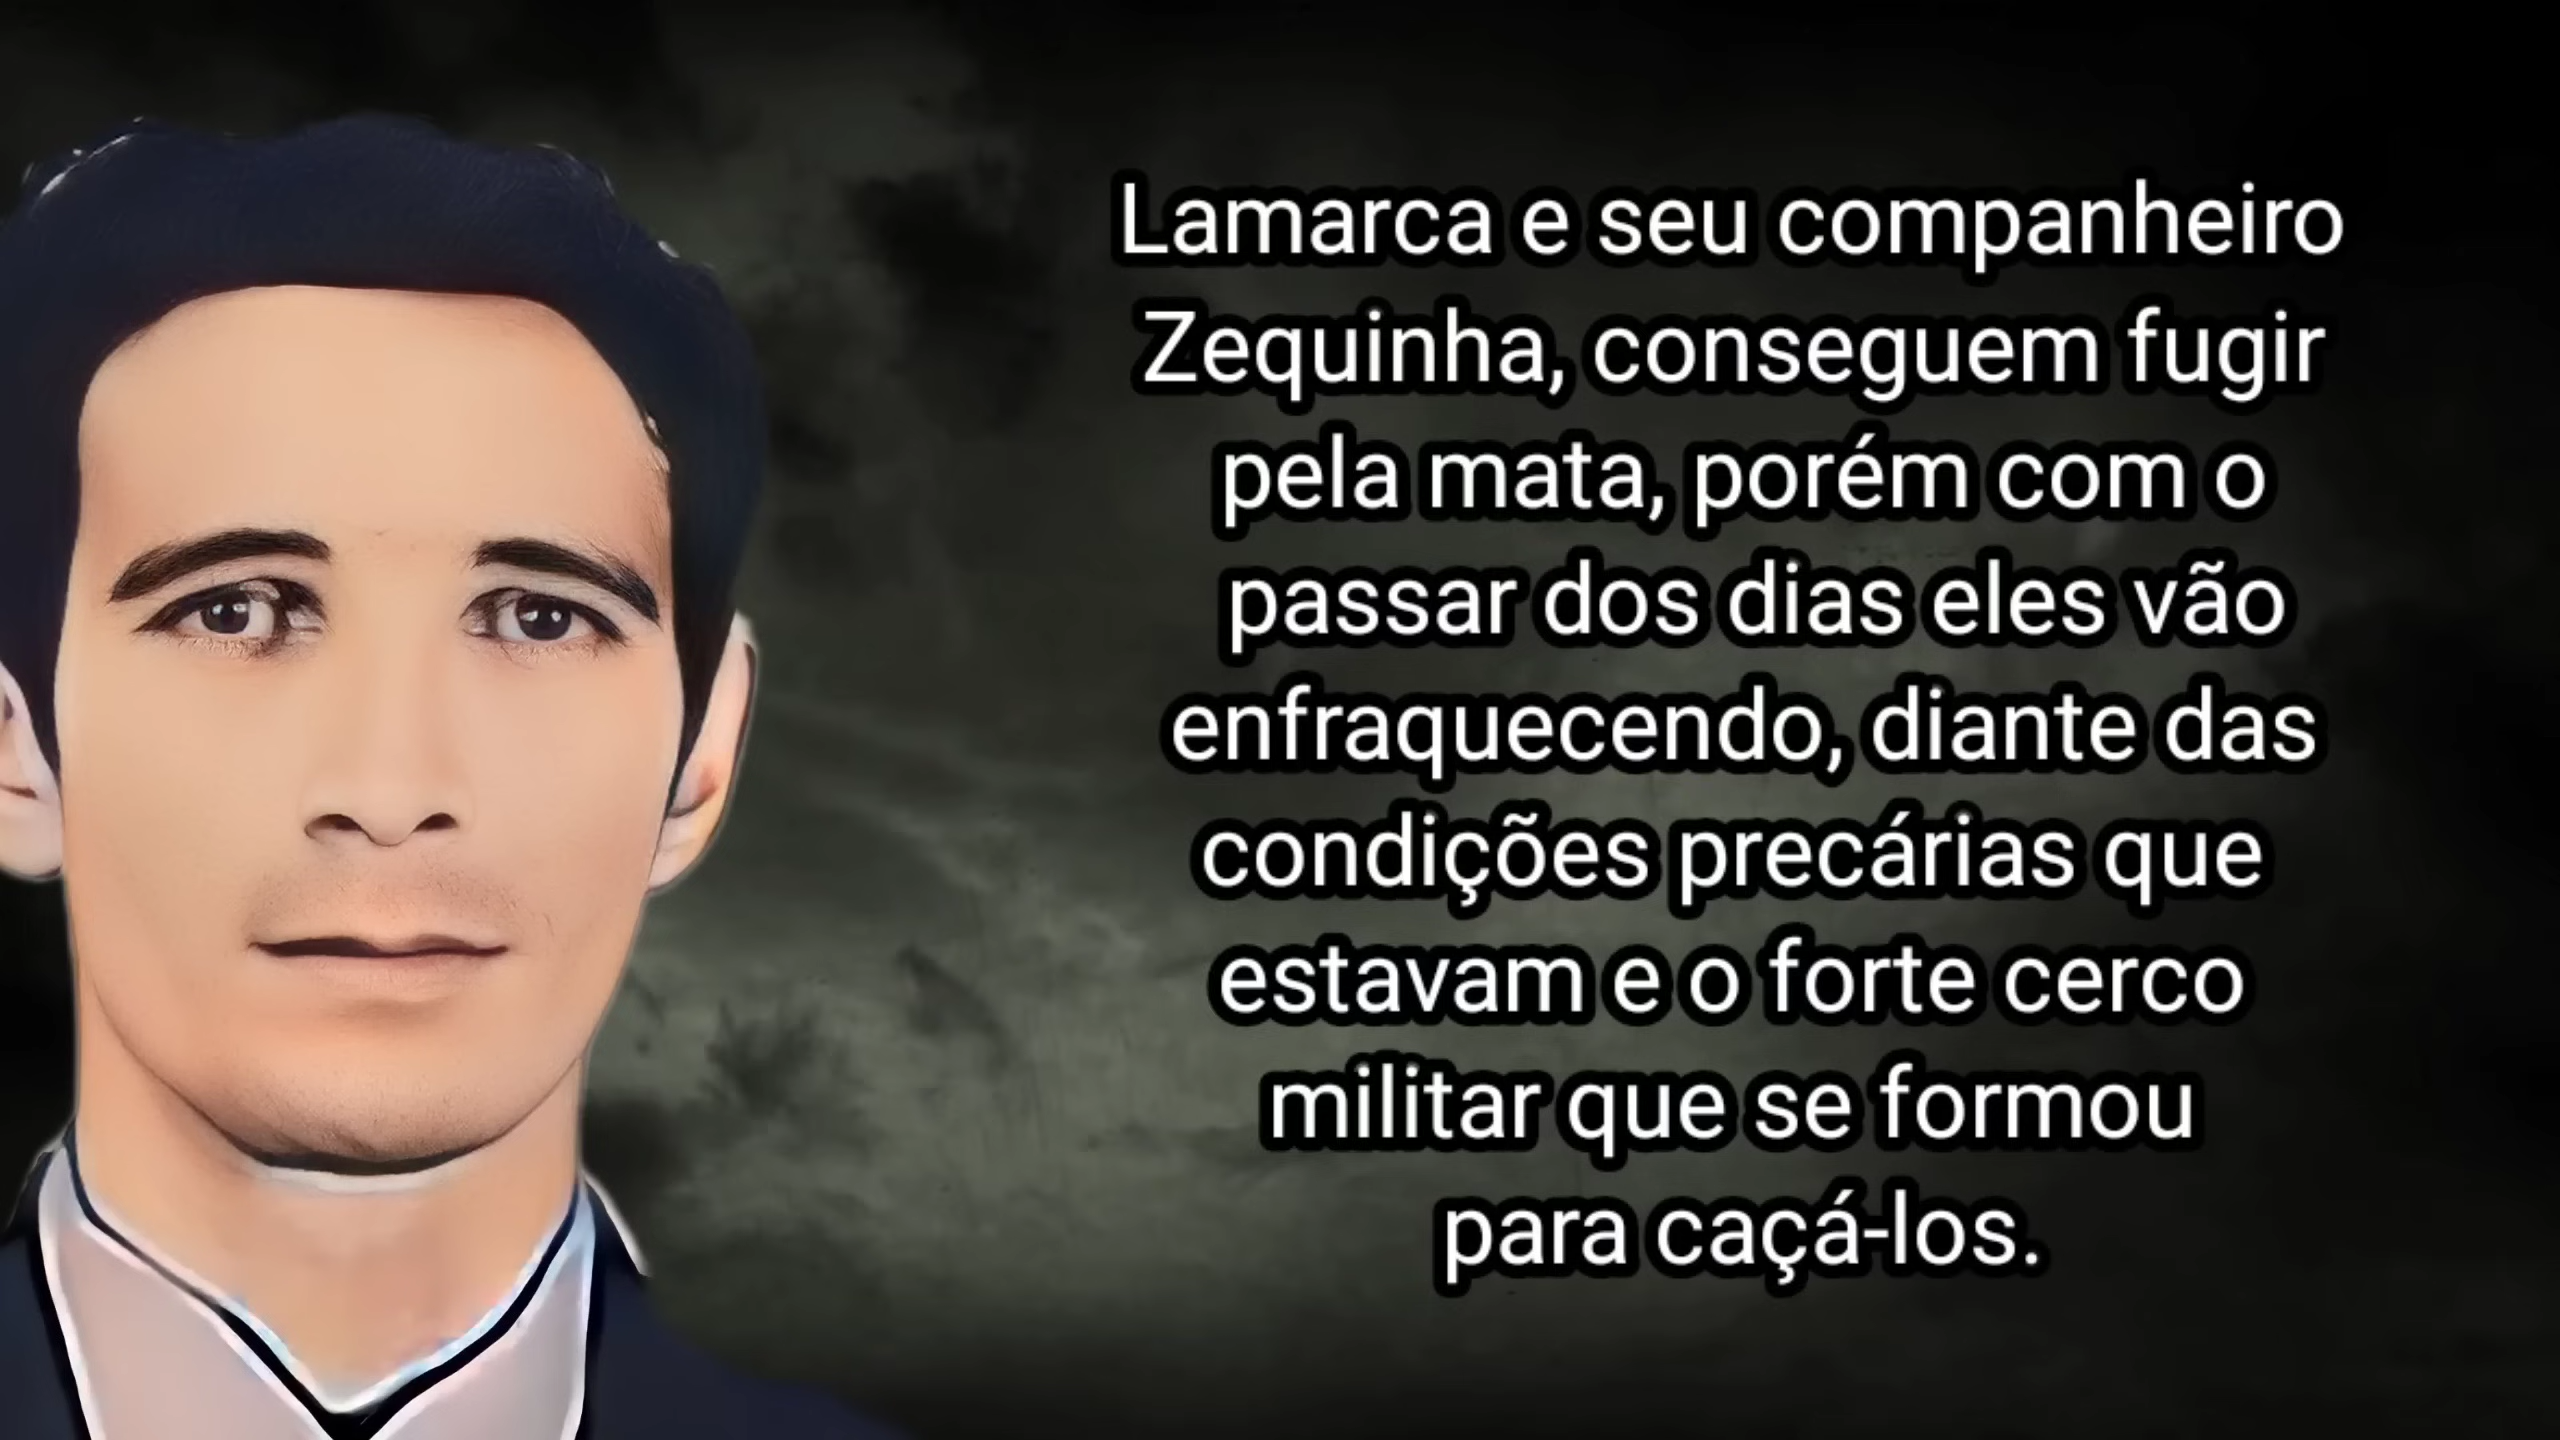 Lamarca e seu companheiro
Zequinha, conseguem fugir
pela mata, porém com o
passar dos dias eles vão
enfraquecendo, diante das
condições precárias que
estavam e o forte cerco
militar que se formou
para caçá-los.